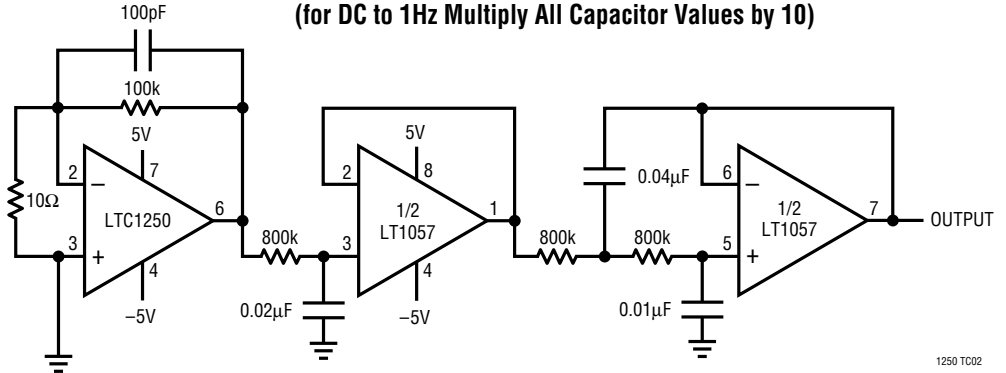 (for DC to 1Hz Multiply All Capacitor Values by 10)
100pF
100k
5V
7
2
–
10Ω
LTC1250
6
3
+
4
–5V
800k
0.02µF
5V
8
2
1/2
LT1057
1
3
4
–5V
800k
0.04µF
800k
0.01µF
6
–
1/2
LT1057
7
OUTPUT
5
+
1250 TC02